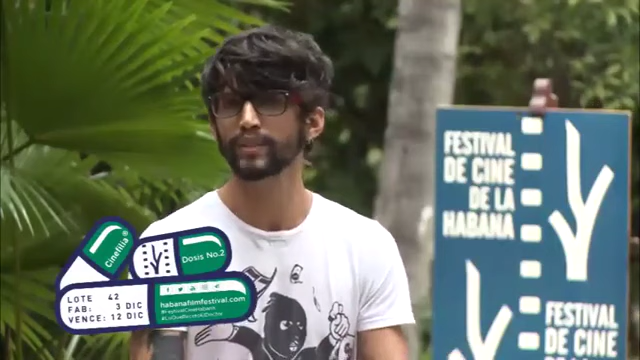 FESTIVAL
DE CINE
DE LA
HABANA
FESTIVAL
DE CINE
Cinefilia®
Dosis No.2
LOTE 42
FAB: 3 DIC
VENCE: 12 DIC
habanafilmfestival.com